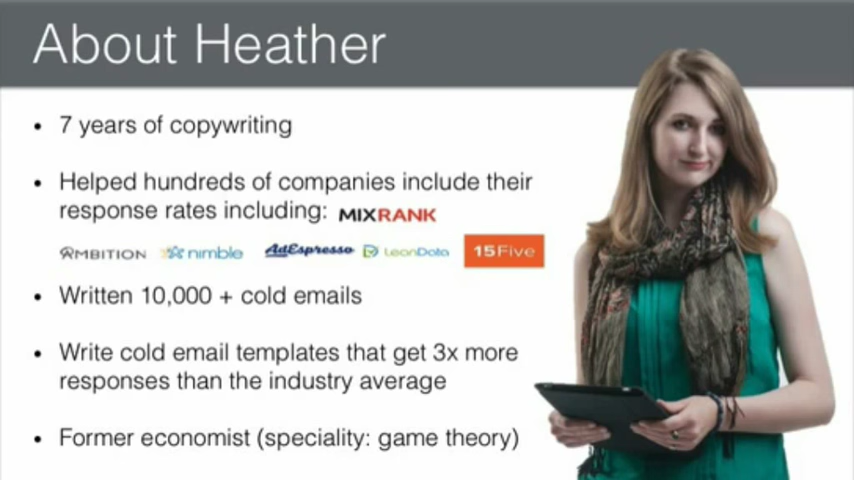 About Heather
• 7 years of copywriting
• Helped hundreds of companies include their
response rates including: MIXRANK
AMBITION nimble AdEspresso LeanData 15Five
• Written 10,000 + cold emails
• Write cold email templates that get 3x more
responses than the industry average
• Former economist (speciality: game theory)